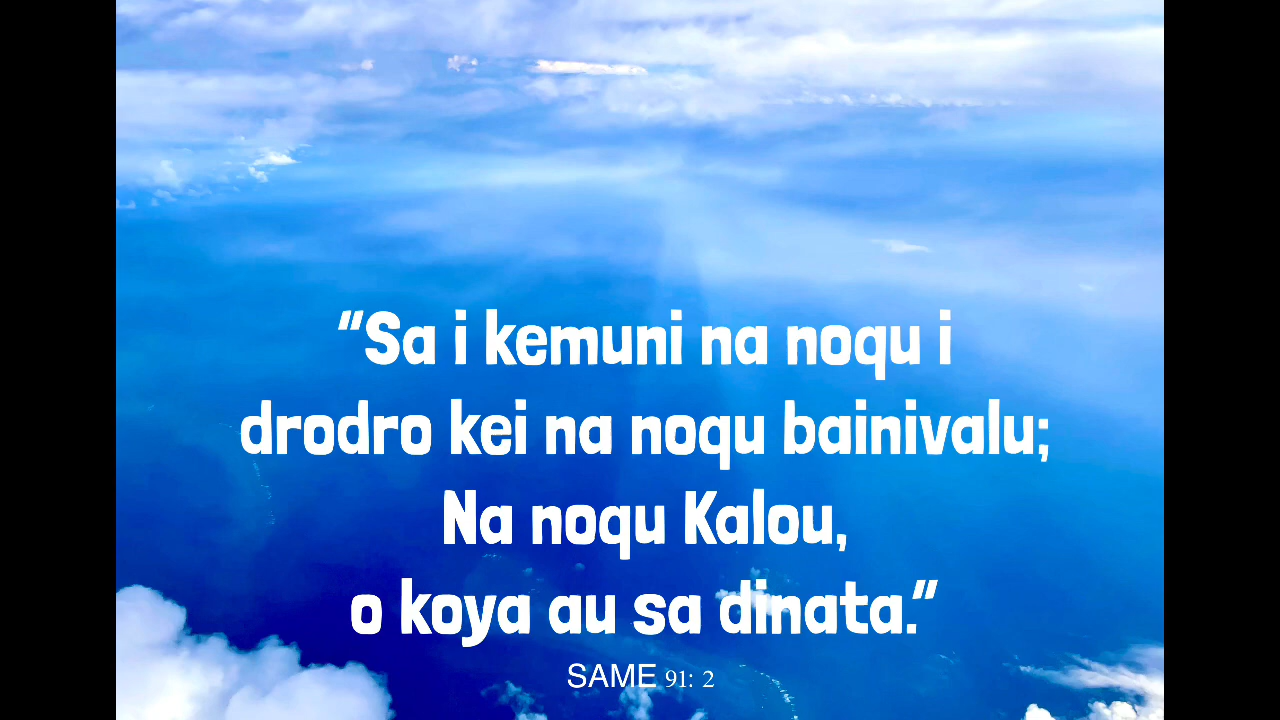 “Sa i kemuni na noqu i
drodro kei na noqu bainivalu;
Na noqu Kalou,
o koya au sa dinata.”
SAME 91: 2